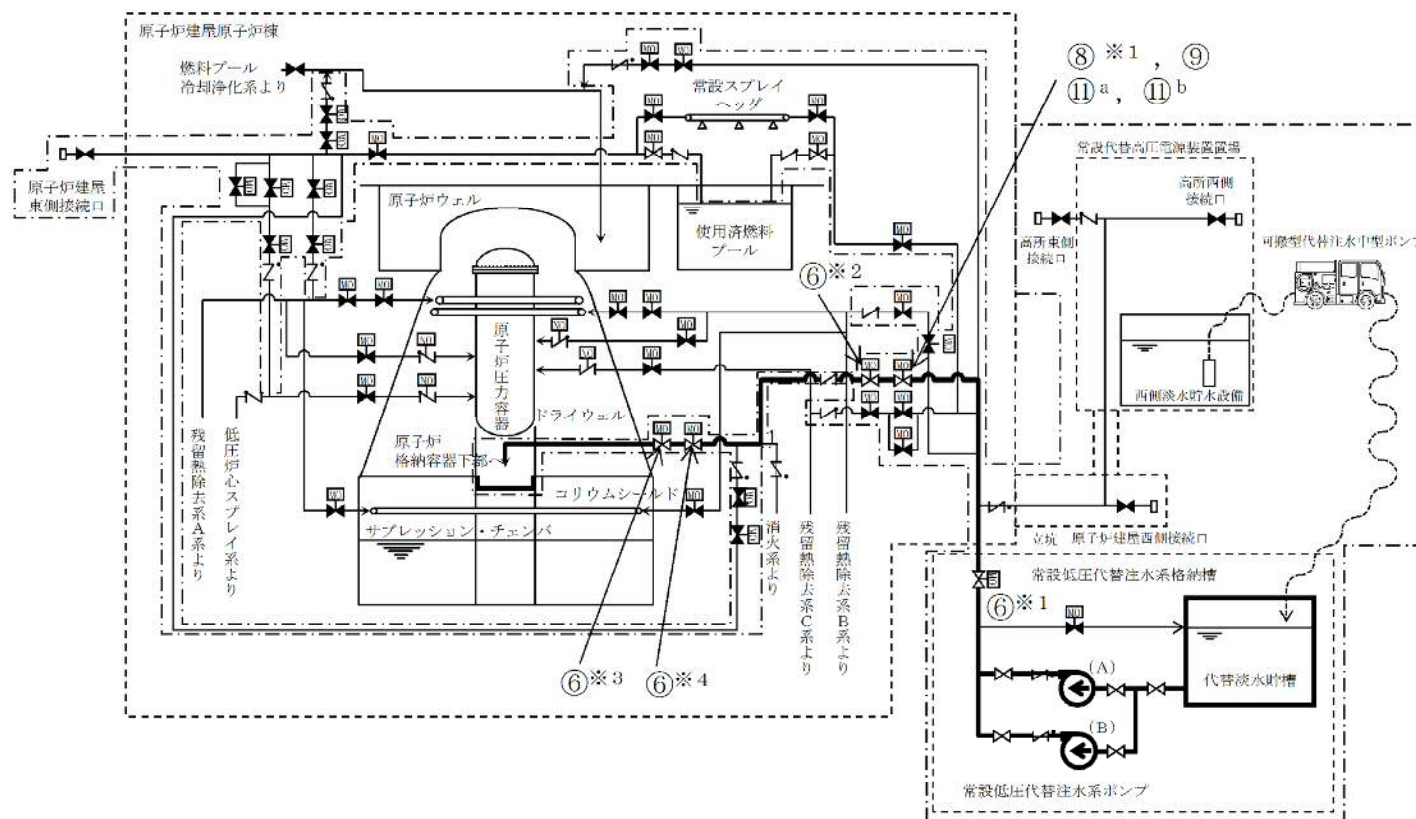 原子炉建屋原子炉棟
燃料プール
冷却浄化系より
常設スプレイ
ヘッダ
⑧※1, ⑨
⑪a, ⑪b
原子炉建屋
東側接続口
原子炉ウェル
使用済燃料
プール
常設代替高圧電源装置置場
高所西側
接続口
高所東側
接続口
可搬型代替注水中型ポンプ
西側淡水貯水設備
⑥※2
原子炉圧力容器
ドライウェル
原子炉
格納容器下部へ
コリウムシールド
サプレッション・チェンバ
残留熱除去系A系より
低圧炉心スプレイ系より
消火系より
残留熱除去系C系より
残留熱除去系B系より
⑥※3
⑥※4
立坑
原子炉建屋西側接続口
常設低圧代替注水系格納槽
⑥※1
MO
(A)
(B)
代替淡水貯槽
常設低圧代替注水系ポンプ